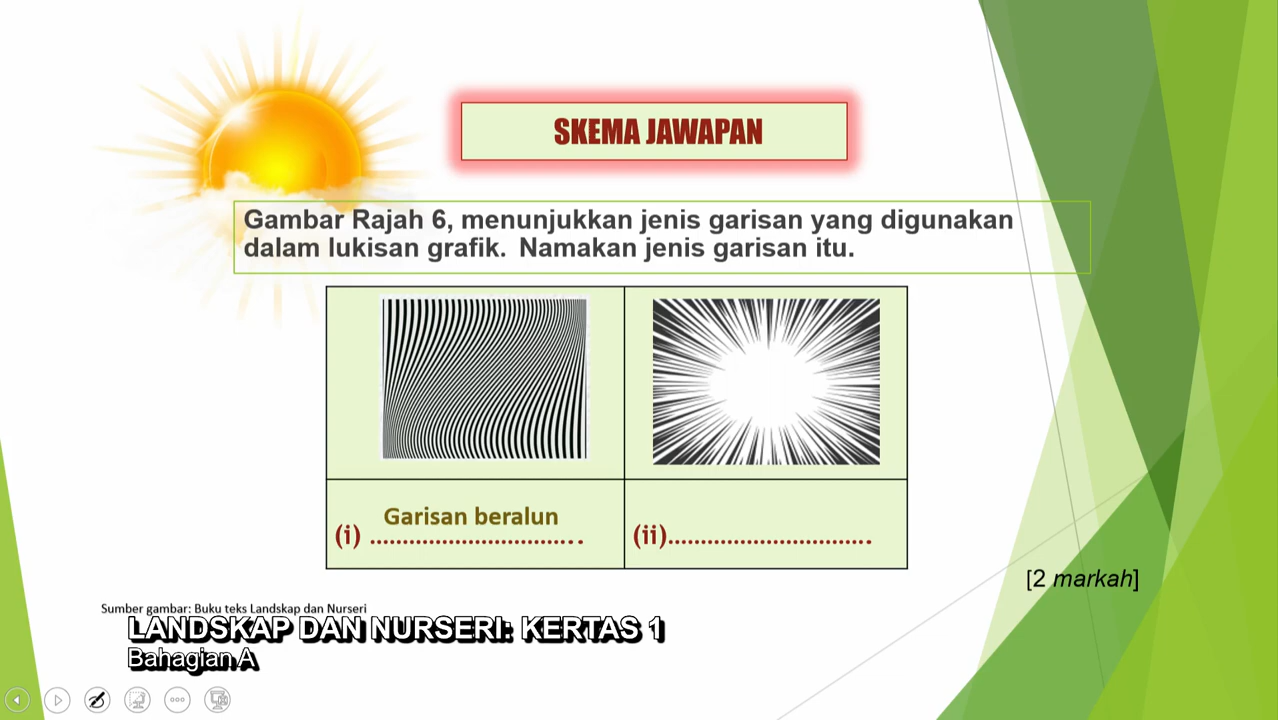 SKEMA JAWAPAN
Gambar Rajah 6, menunjukkan jenis garisan yang digunakan
dalam lukisan grafik. Namakan jenis garisan itu.
Garisan beralun
(i) ................................
(ii)...............................
[2 markah]
Sumber gambar: Buku teks Landskap dan Nurseri
LANDSKAP DAN NURSERI: KERTAS 1
Bahagian A